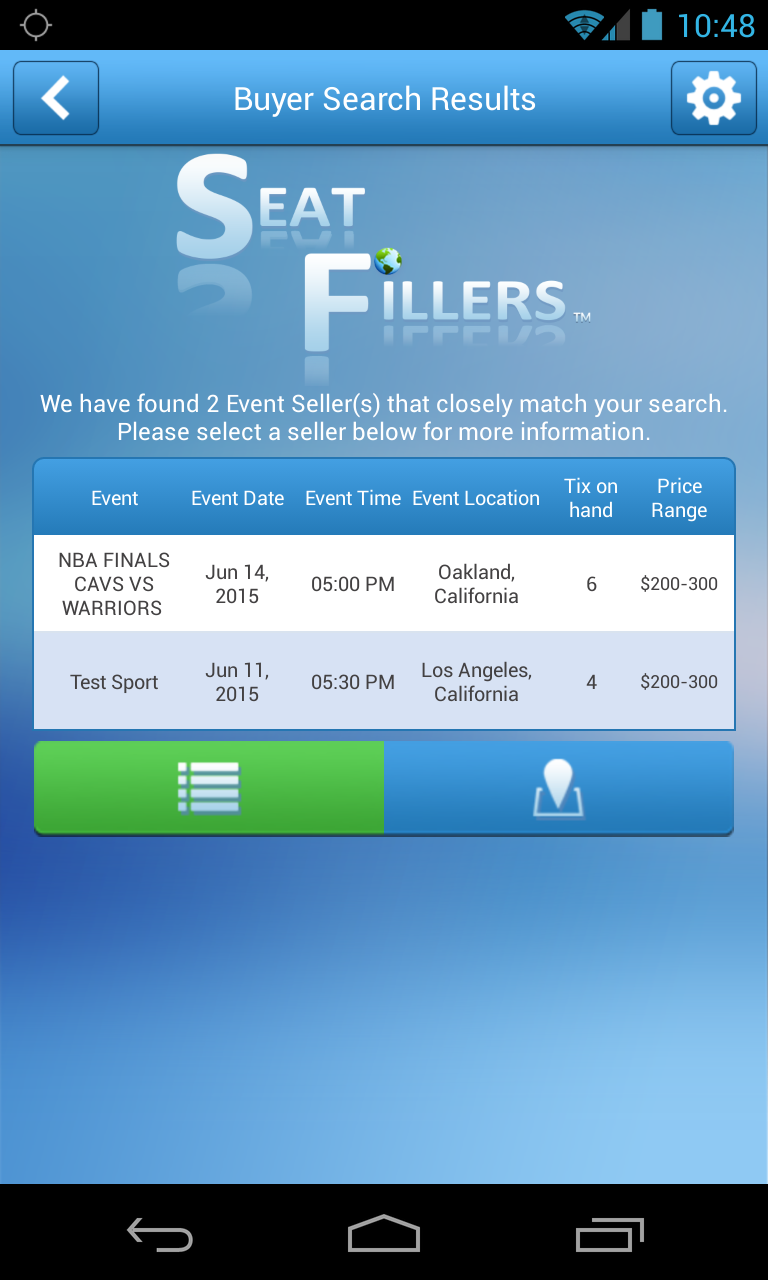 10:48
Buyer Search Results
SEAT
FILLERS TM
We have found 2 Event Seller(s) that closely match your search.
Please select a seller below for more information.
Event Event Date Event Time Event Location Tix on hand Price Range
NBA FINALS CAVS VS WARRIORS Jun 14, 2015 05:00 PM Oakland, California 6 $200-300
Test Sport Jun 11, 2015 05:30 PM Los Angeles, California 4 $200-300